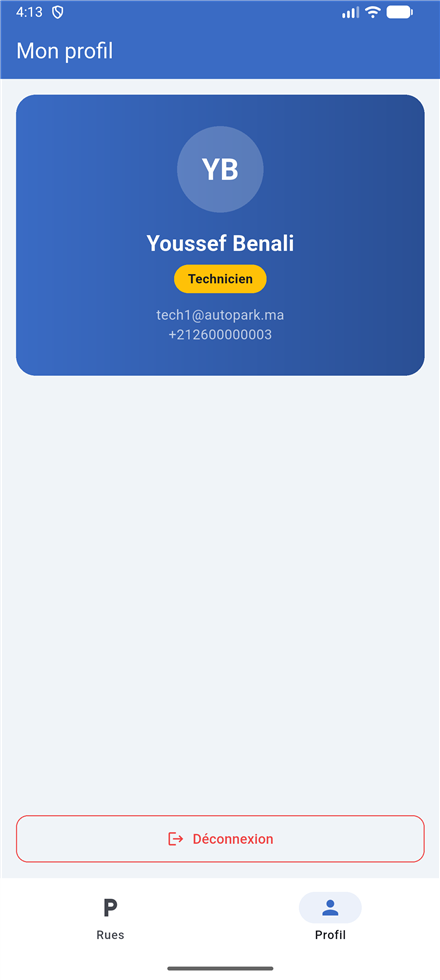 4:13
Mon profil
YB
Youssef Benali
Technicien
tech1@autopark.ma
+212600000003
Déconnexion
P
Rues
Profil